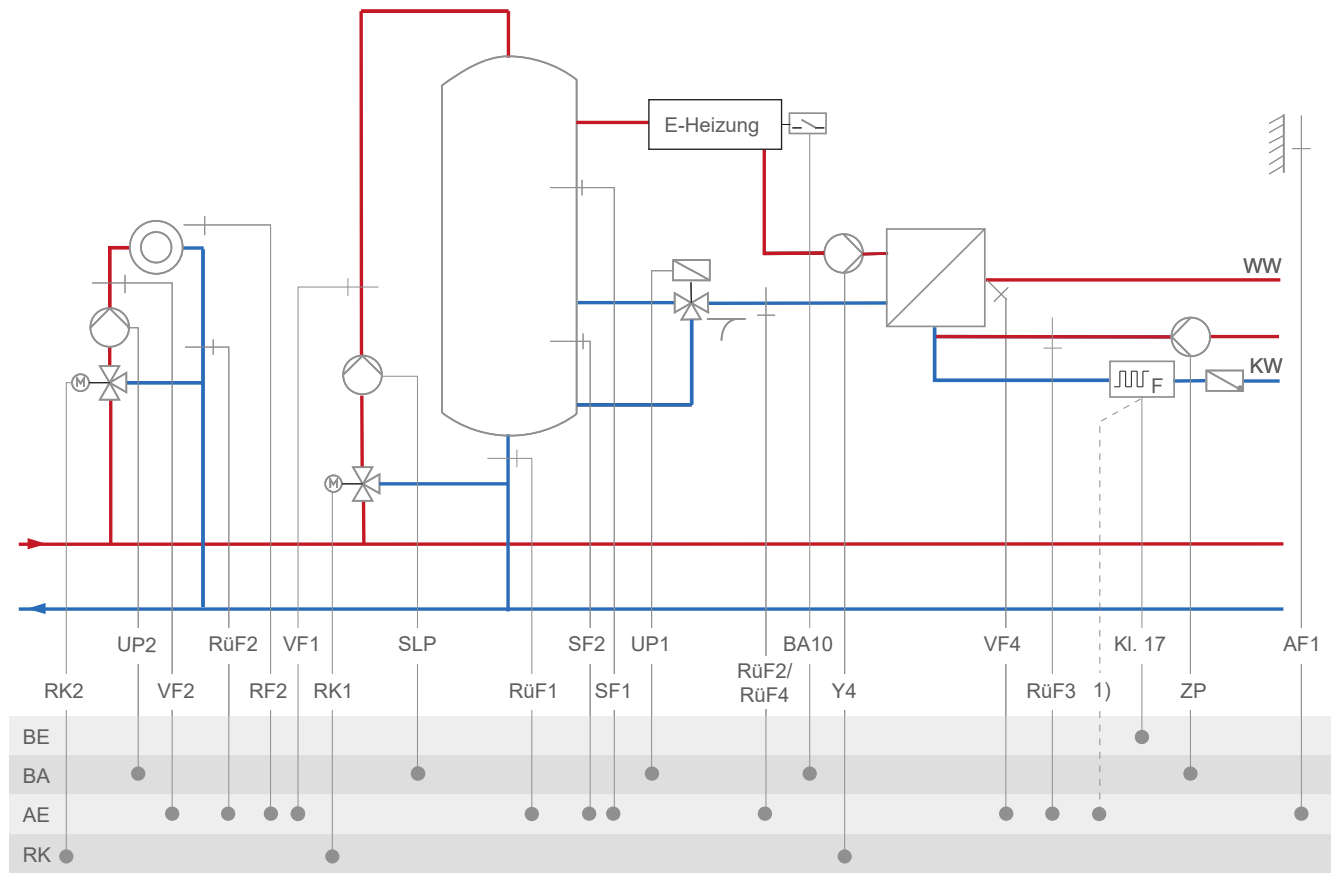 E-Heizung
WW
KW
F
M
M
UP2
RüF2
VF1
SLP
SF2
UP1
BA10
VF4
Kl. 17
AF1
RK2
VF2
RF2
RK1
RüF1
SF1
RüF2/
RüF4
Y4
RüF3
1)
ZP
BE
BA
AE
RK